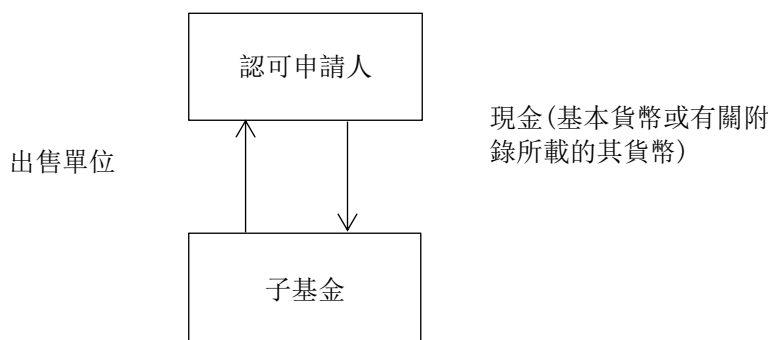 認可申請人
現金(基本貨幣或有關附
錄所載的其貨幣)
出售單位
子基金